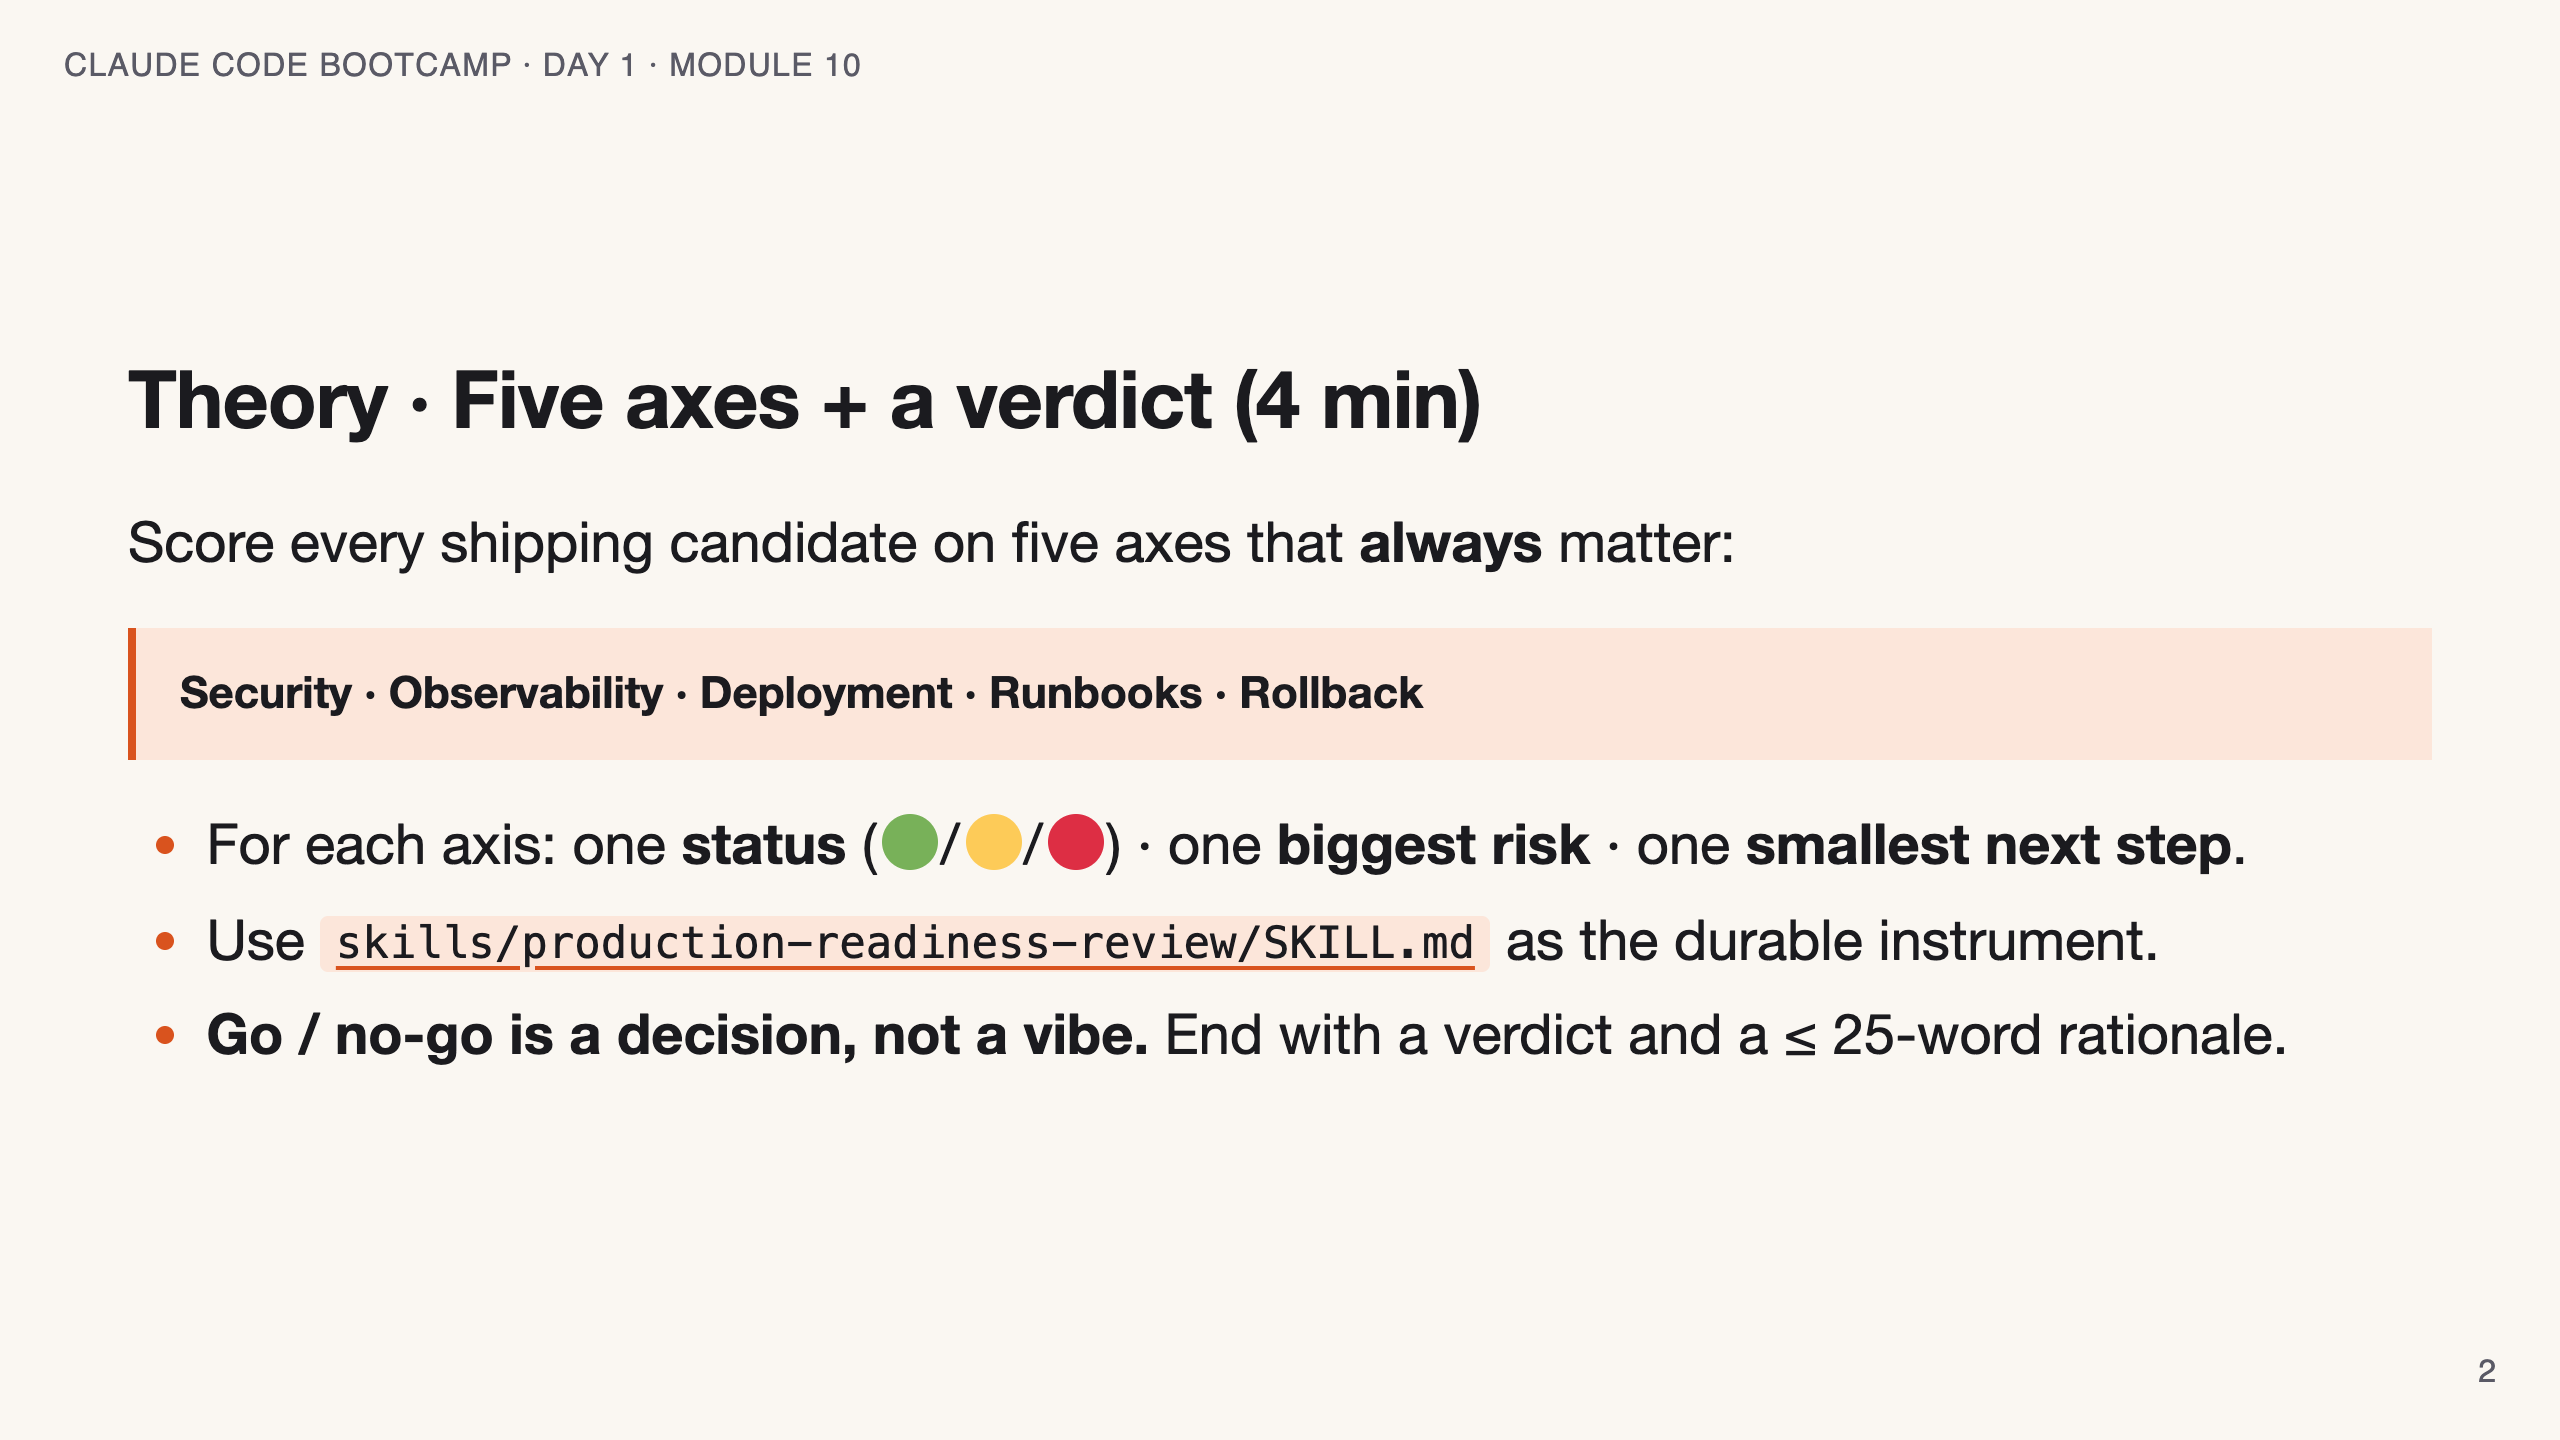 CLAUDE CODE BOOTCAMP · DAY 1 · MODULE 10
Theory · Five axes + a verdict (4 min)
Score every shipping candidate on five axes that always matter:
Security · Observability · Deployment · Runbooks · Rollback
• For each axis: one status (🟢/🟡/🔴) · one biggest risk · one smallest next step.
• Use skills/production-readiness-review/SKILL.md as the durable instrument.
• Go / no-go is a decision, not a vibe. End with a verdict and a ≤ 25-word rationale.
2